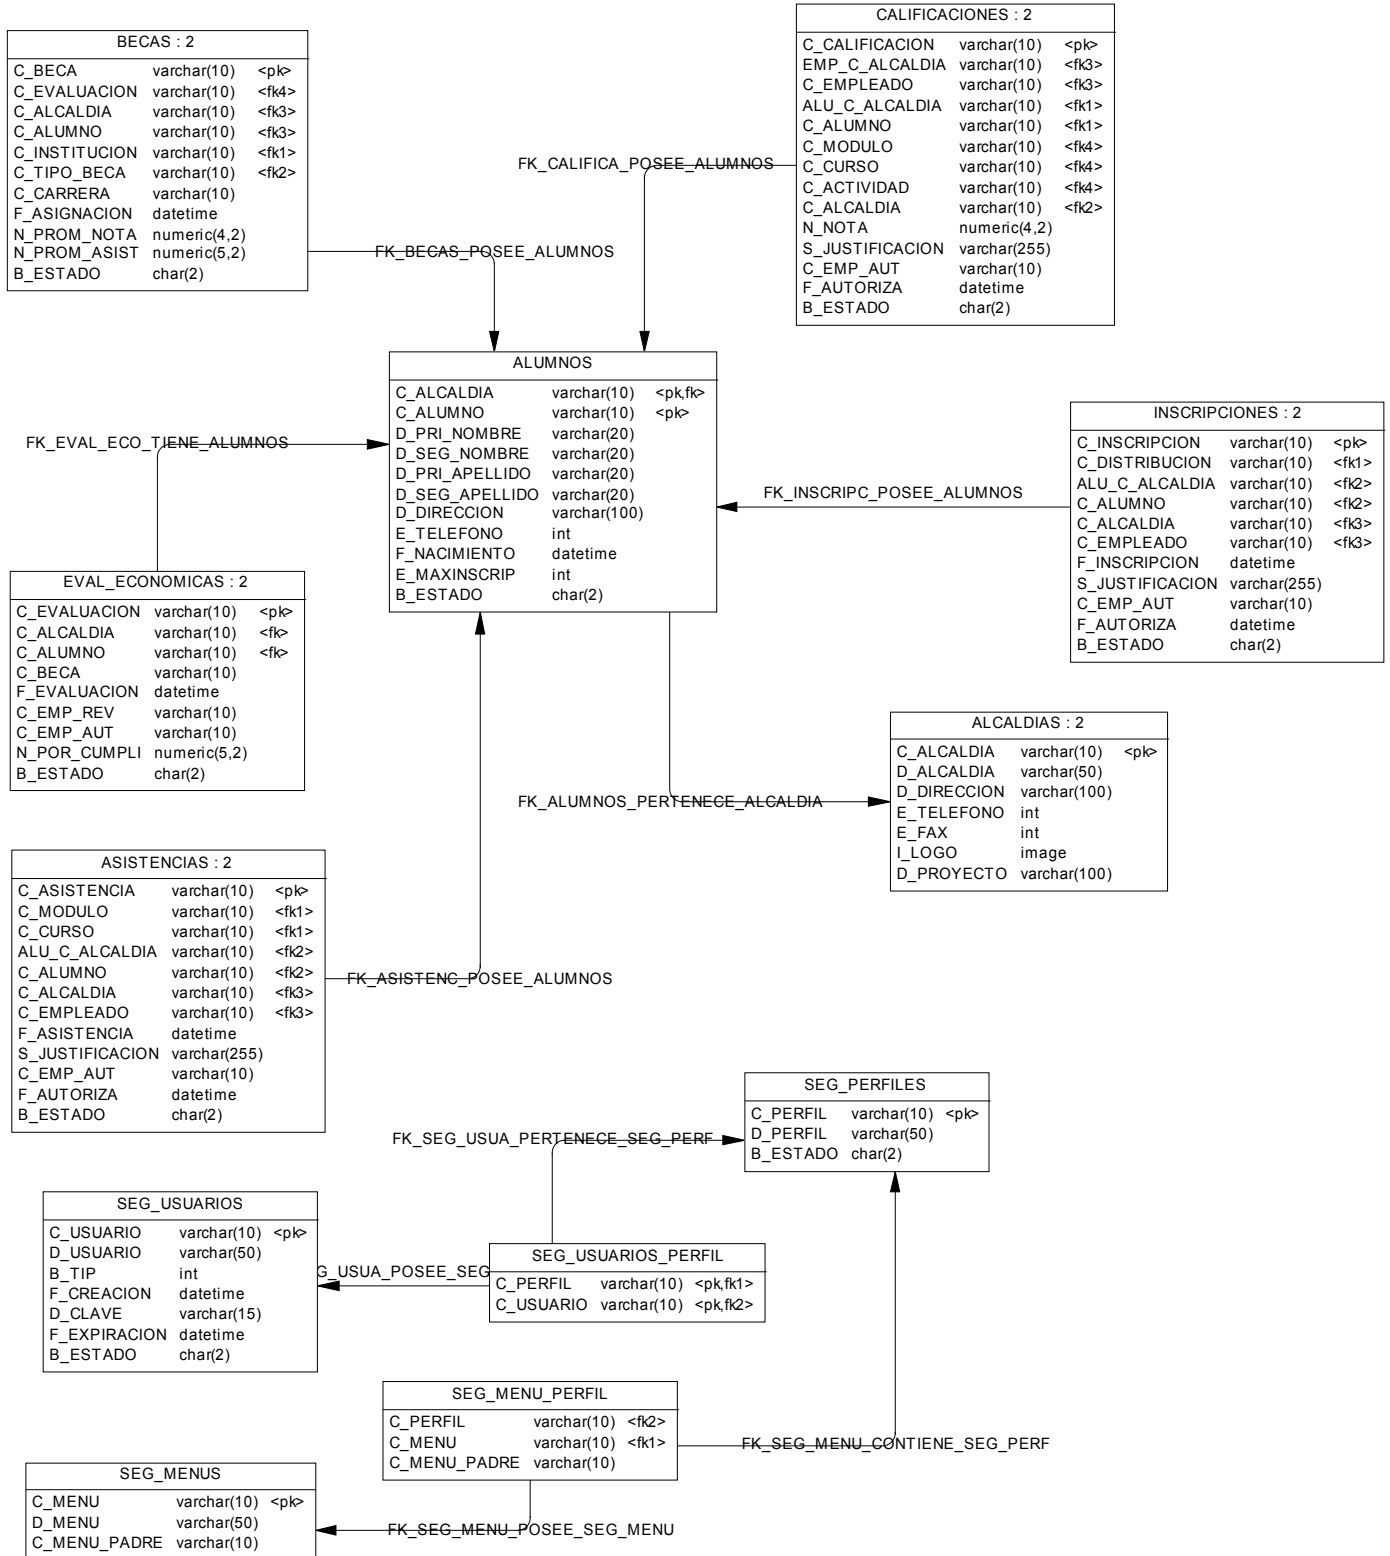 BECAS : 2
C_BECA varchar(10) <pk>
C_EVALUACION varchar(10) <fk4>
C_ALCALDIA varchar(10) <fk3>
C_ALUMNO varchar(10) <fk3>
C_INSTITUCION varchar(10) <fk1>
C_TIPO_BECA varchar(10) <fk2>
C_CARRERA varchar(10)
F_ASIGNACION datetime
N_PROM_NOTA numeric(4,2)
N_PROM_ASIST numeric(5,2)
B_ESTADO char(2)
CALIFICACIONES : 2
C_CALIFICACION varchar(10) <pk>
EMP_C_ALCALDIA varchar(10) <fk3>
C_EMPLEADO varchar(10) <fk3>
ALU_C_ALCALDIA varchar(10) <fk1>
C_ALUMNO varchar(10) <fk1>
C_MODULO varchar(10) <fk4>
C_CURSO varchar(10) <fk4>
C_ACTIVIDAD varchar(10) <fk4>
C_ALCALDIA varchar(10) <fk2>
N_NOTA numeric(4,2)
S_JUSTIFICACION varchar(255)
C_EMP_AUT varchar(10)
F_AUTORIZA datetime
B_ESTADO char(2)
FK_CALIFICA_POSEE_ALUMNOS
FK_BECAS_POSEE_ALUMNOS
ALUMNOS
C_ALCALDIA varchar(10) <pk,fk>
C_ALUMNO varchar(10) <pk>
D_PRI_NOMBRE varchar(20)
D_SEG_NOMBRE varchar(20)
D_PRI_APELLIDO varchar(20)
D_SEG_APELLIDO varchar(20)
D_DIRECCION varchar(100)
E_TELEFONO int
F_NACIMIENTO datetime
E_MAXINSCRIP int
B_ESTADO char(2)
FK_EVAL_ECO_TIENE_ALUMNOS
INSCRIPCIONES : 2
C_INSCRIPCION varchar(10) <pk>
C_DISTRIBUCION varchar(10) <fk1>
ALU_C_ALCALDIA varchar(10) <fk2>
C_ALUMNO varchar(10) <fk2>
C_ALCALDIA varchar(10) <fk3>
C_EMPLEADO varchar(10) <fk3>
F_INSCRIPCION datetime
S_JUSTIFICACION varchar(255)
C_EMP_AUT varchar(10)
F_AUTORIZA datetime
B_ESTADO char(2)
FK_INSCRIPC_POSEE_ALUMNOS
EVAL_ECONOMICAS : 2
C_EVALUACION varchar(10) <pk>
C_ALCALDIA varchar(10) <fk>
C_ALUMNO varchar(10) <fk>
C_BECA varchar(10)
F_EVALUACION datetime
C_EMP_REV varchar(10)
C_EMP_AUT varchar(10)
N_POR_CUMPLI numeric(5,2)
B_ESTADO char(2)
ALCALDIAS : 2
C_ALCALDIA varchar(10) <pk>
D_ALCALDIA varchar(50)
D_DIRECCION varchar(100)
E_TELEFONO int
E_FAX int
I_LOGO image
D_PROYECTO varchar(100)
FK_ALUMNOS_PERTENECE_ALCALDIA
ASISTENCIAS : 2
C_ASISTENCIA varchar(10) <pk>
C_MODULO varchar(10) <fk1>
C_CURSO varchar(10) <fk1>
ALU_C_ALCALDIA varchar(10) <fk2>
C_ALUMNO varchar(10) <fk2>
C_ALCALDIA varchar(10) <fk3>
C_EMPLEADO varchar(10) <fk3>
F_ASISTENCIA datetime
S_JUSTIFICACION varchar(255)
C_EMP_AUT varchar(10)
F_AUTORIZA datetime
B_ESTADO char(2)
FK_ASISTENC_POSEE_ALUMNOS
SEG_PERFILES
C_PERFIL varchar(10) <pk>
D_PERFIL varchar(50)
B_ESTADO char(2)
FK_SEG_USUA_PERTENECE_SEG_PERF
SEG_USUARIOS
C_USUARIO varchar(10) <pk>
D_USUARIO varchar(50)
B_TIP int
F_CREACION datetime
D_CLAVE varchar(15)
F_EXPIRACION datetime
B_ESTADO char(2)
G_USUA_POSEE_SEG
SEG_USUARIOS_PERFIL
C_PERFIL varchar(10) <pk,fk1>
C_USUARIO varchar(10) <pk,fk2>
SEG_MENU_PERFIL
C_PERFIL varchar(10) <fk2>
C_MENU varchar(10) <fk1>
C_MENU_PADRE varchar(10)
FK_SEG_MENU_CONTIENE_SEG_PERF
SEG_MENUS
C_MENU varchar(10) <pk>
D_MENU varchar(50)
C_MENU_PADRE varchar(10)
FK_SEG_MENU_POSEE_SEG_MENU